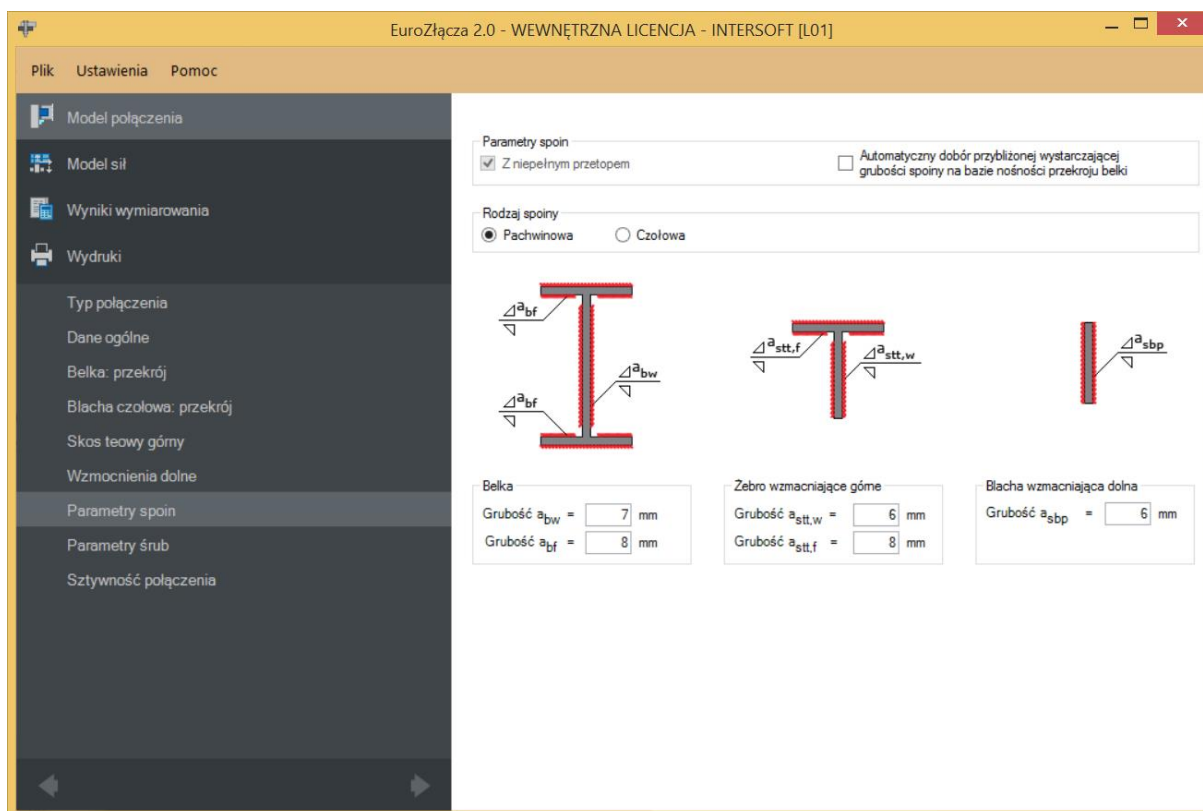 EuroZłącza 2.0 - WEWNĘTRZNA LICENCJA - INTERSOFT [L01]
Plik Ustawienia Pomoc
Model połączenia
Model sił
Wyniki wymiarowania
Wydruki
Typ połączenia
Dane ogólne
Belka: przekrój
Blacha czołowa: przekrój
Skos teowy górny
Wzmocnienia dolne
Parametry spoin
Parametry śrub
Sztywność połączenia
Parametry spoin
Z niepełnym przetopem
Automatyczny dobór przybliżonej wystarczającej
grubości spoiny na bazie nośności przekroju belki
Rodzaj spoiny
Pachwinowa Czołowa
abf
abw
abf
astt,f
astt,w
asbp
Belka
Grubość abw = 7 mm
Grubość abf = 8 mm
Żebro wzmacniające górne
Grubość astt,w = 6 mm
Grubość astt,f = 8 mm
Blacha wzmacniająca dolna
Grubość asbp = 6 mm